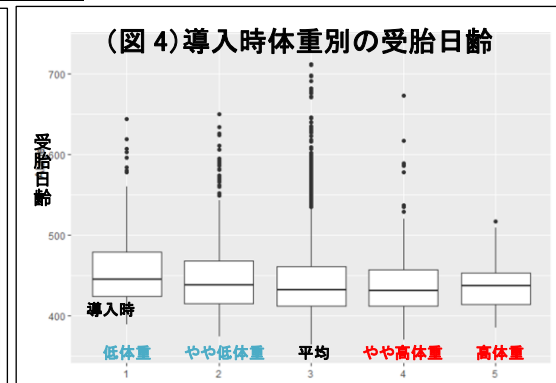 （図 4）導入時体重別の受胎日齢
受胎日齢
700
600
500
400
導入時
低体重 やや低体重 平均 やや高体重 高体重
1 2 3 4 5